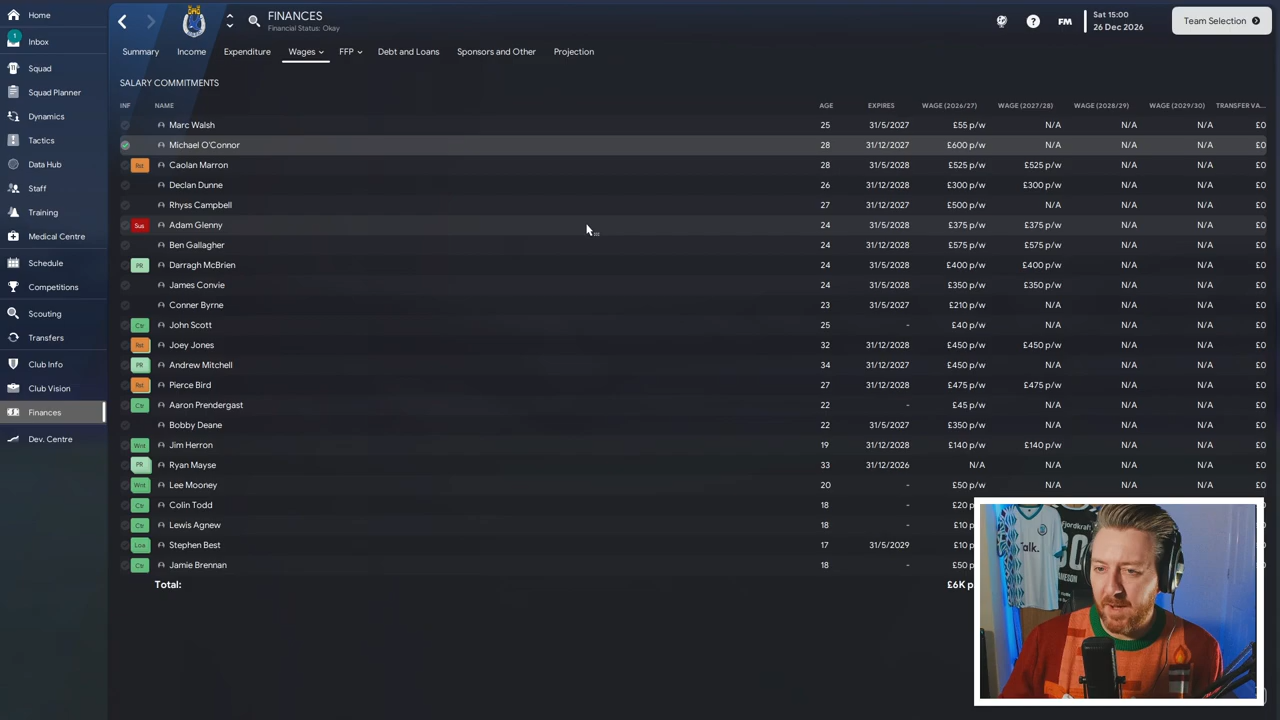 Home
Inbox
1
Squad
Squad Planner
Dynamics
Tactics
Data Hub
Staff
Training
Medical Centre
Schedule
Competitions
Scouting
Transfers
Club Info
Club Vision
Finances
Dev. Centre
FINANCES
Financial Status: Okay
? FM Sat 15:00
26 Dec 2026
Team Selection
Summary Income Expenditure Wages FFP Debt and Loans Sponsors and Other Projection
SALARY COMMITMENTS
INF NAME AGE EXPIRES WAGE (2026/27) WAGE (2027/28) WAGE (2028/29) WAGE (2029/30) TRANSFER VA...
Marc Walsh 25 31/5/2027 £55 p/w N/A N/A N/A £0
Michael O'Connor 28 31/12/2027 £600 p/w N/A N/A N/A £0
Rst Caolan Marron 28 31/5/2028 £525 p/w £525 p/w N/A N/A £0
Declan Dunne 26 31/12/2028 £300 p/w £300 p/w N/A N/A £0
Rhyss Campbell 27 31/12/2027 £500 p/w N/A N/A N/A £0
Sus Adam Glenny 24 31/5/2028 £375 p/w £375 p/w N/A N/A £0
Ben Gallagher 24 31/12/2028 £575 p/w £575 p/w N/A N/A £0
PR Darragh McBrien 24 31/5/2028 £400 p/w £400 p/w N/A N/A £0
James Convie 24 31/5/2028 £350 p/w £350 p/w N/A N/A £0
Conner Byrne 23 31/5/2027 £210 p/w N/A N/A N/A £0
Ctr John Scott 25 - £40 p/w N/A N/A N/A £0
Rst Joey Jones 32 31/12/2028 £450 p/w £450 p/w N/A N/A £0
PR Andrew Mitchell 34 31/12/2027 £450 p/w N/A N/A N/A £0
Rst Pierce Bird 27 31/12/2028 £475 p/w £475 p/w N/A N/A £0
Ctr Aaron Prendergast 22 - £45 p/w N/A N/A N/A £0
Bobby Deane 22 31/5/2027 £350 p/w N/A N/A N/A £0
Wnt Jim Herron 19 31/12/2028 £140 p/w £140 p/w N/A N/A £0
PR Ryan Mayse 33 31/12/2026 N/A N/A N/A N/A £0
Wnt Lee Mooney 20 - £50 p/w N/A N/A N/A £0
Ctr Colin Todd 18 - £20 p
Ctr Lewis Agnew 18 - £10 p
Loa Stephen Best 17 31/5/2029 £10 p
Ctr Jamie Brennan 18 - £50 p
Total: £6K p
Talk.
fjordkraft
JAMIESON